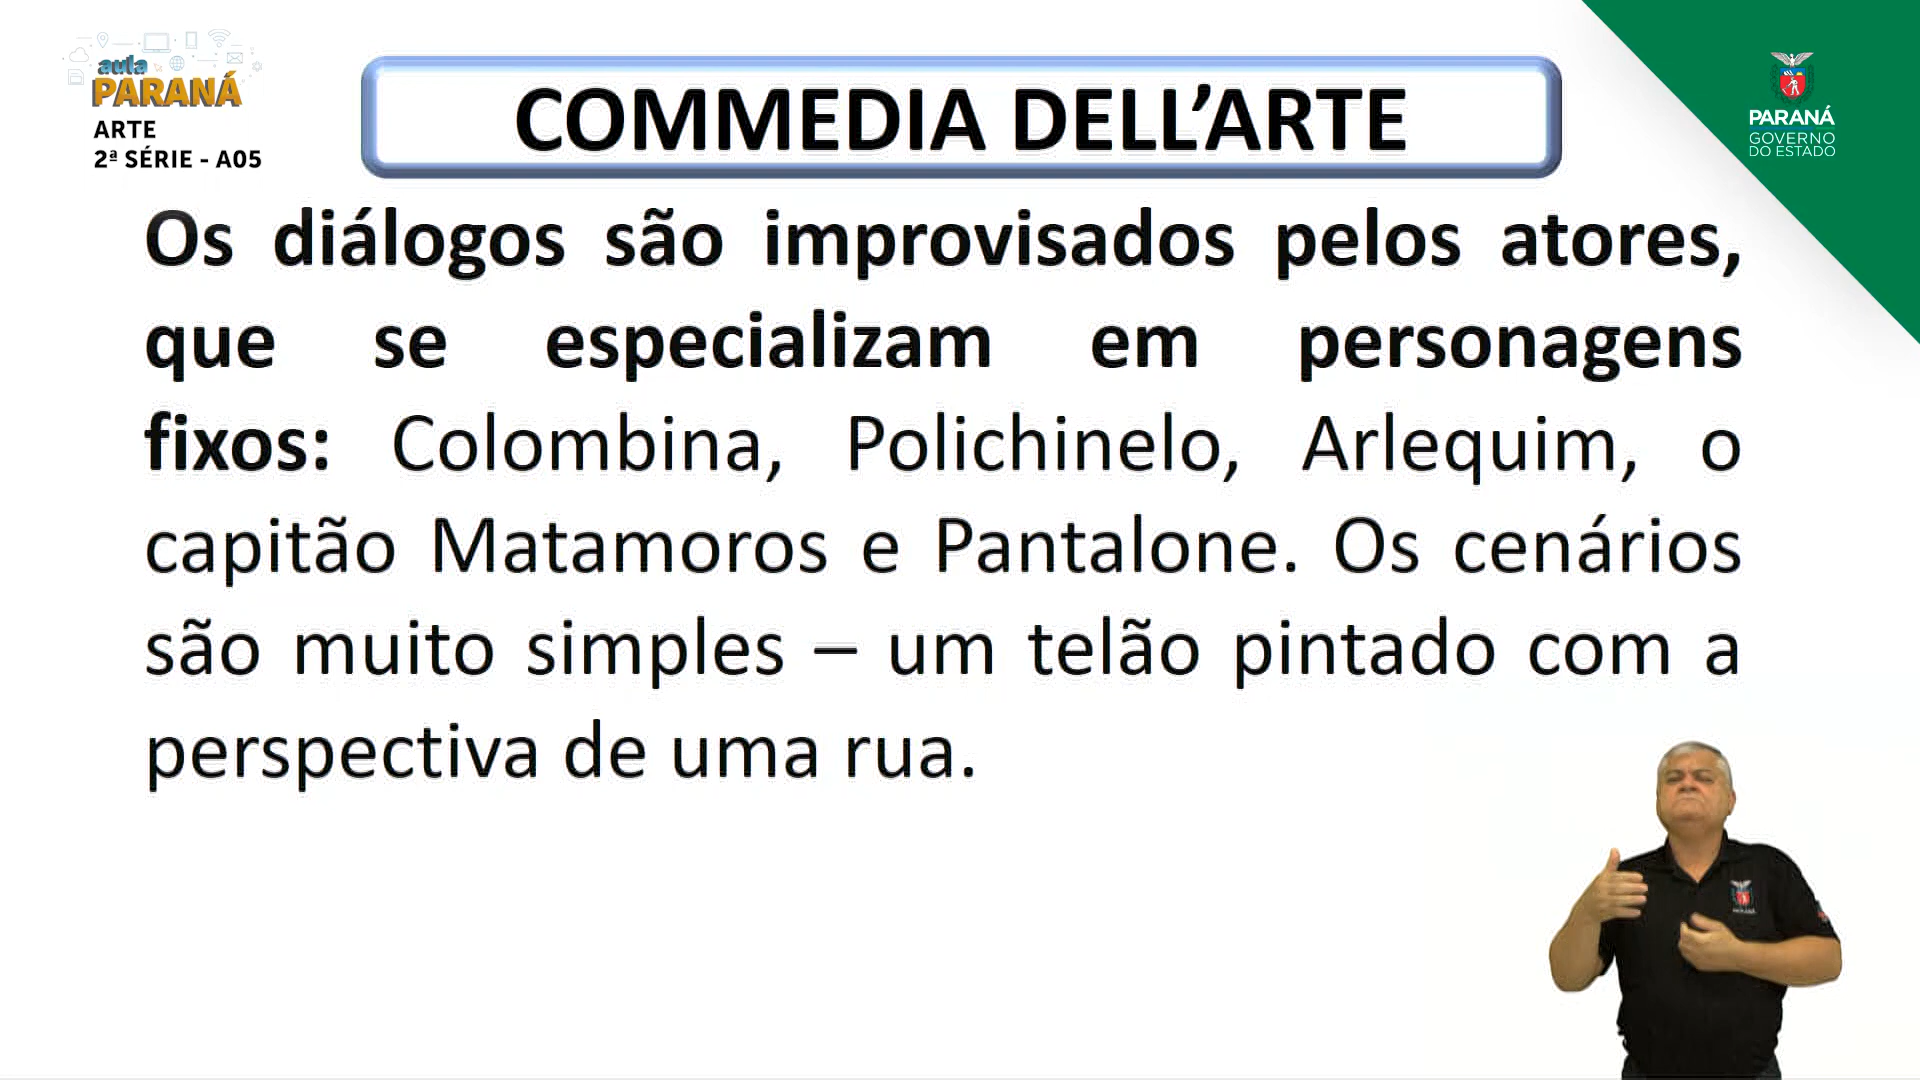 aula
PARANÁ
ARTE
2ª SÉRIE - A05
COMMEDIA DELL’ARTE
PARANÁ
GOVERNO
DO ESTADO
Os diálogos são improvisados pelos atores,
que se especializam em personagens
fixos: Colombina, Polichinelo, Arlequim, o
capitão Matamoros e Pantalone. Os cenários
são muito simples – um telão pintado com a
perspectiva de uma rua.